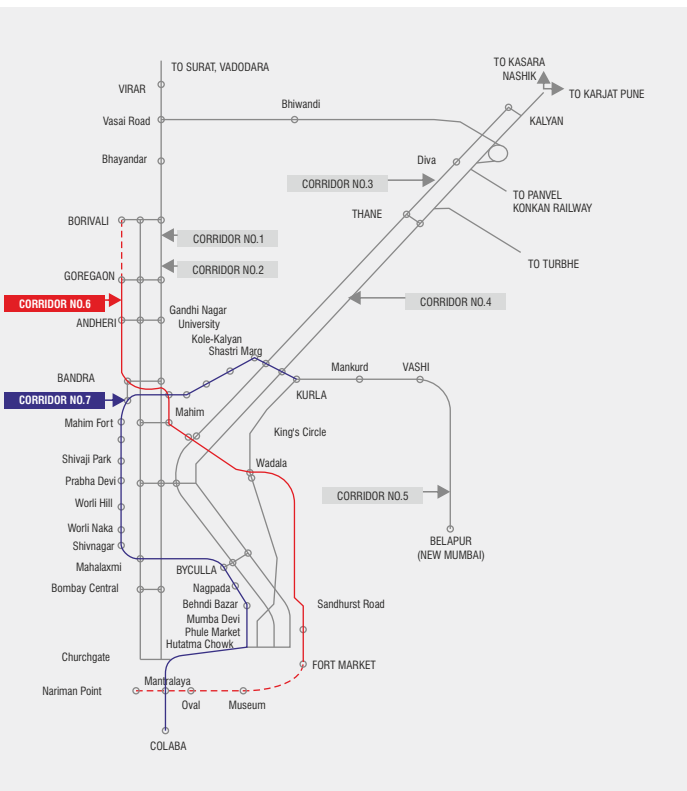 TO SURAT, VADODARA
TO KASARA
NASHIK
VIRAR
TO KARJAT PUNE
Bhiwandi
Vasai Road
KALYAN
Bhayandar
Diva
CORRIDOR NO.3
TO PANVEL
KONKAN RAILWAY
THANE
BORIVALI
CORRIDOR NO.1
TO TURBHE
CORRIDOR NO.2
GOREGAON
CORRIDOR NO.6
CORRIDOR NO.4
Gandhi Nagar
ANDHERI
University
Kole-Kalyan
Shastri Marg
Mankurd
VASHI
BANDRA
KURLA
CORRIDOR NO.7
Mahim
Mahim Fort
King's Circle
Shivaji Park
Wadala
Prabha Devi
CORRIDOR NO.5
Worli Hill
Worli Naka
BELAPUR
(NEW MUMBAI)
Shivnagar
Mahalaxmi
BYCULLA
Bombay Central
Nagpada
Behndi Bazar
Sandhurst Road
Mumba Devi
Phule Market
Hutatma Chowk
Churchgate
FORT MARKET
Mantralaya
Nariman Point
Oval
Museum
COLABA